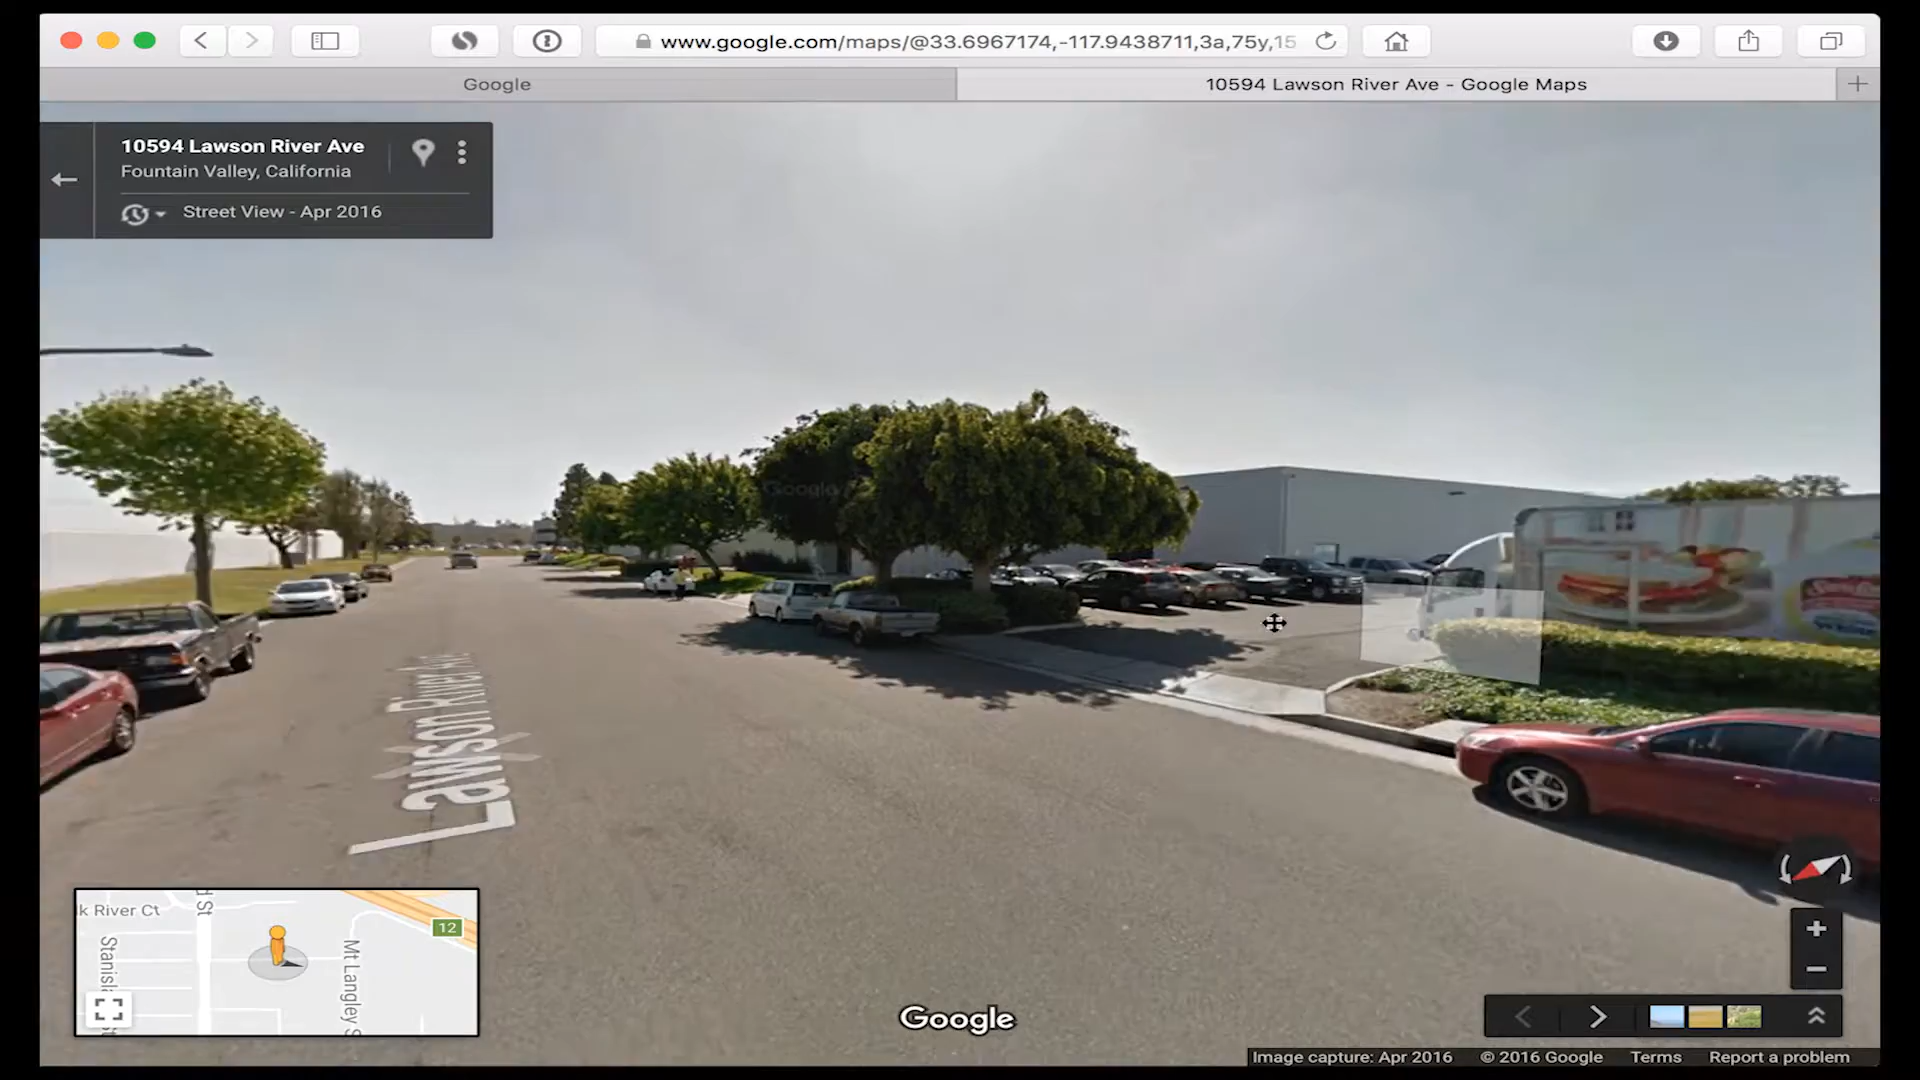 www.google.com/maps/@33.6967174,-117.9438711,3a,75y,15
Google
10594 Lawson River Ave - Google Maps
10594 Lawson River Ave
Fountain Valley, California
Street View - Apr 2016
Google
Lawson River Ave
k River Ct
d St
12
Stanisl
Mt Langley S
Google
Image capture: Apr 2016
© 2016 Google
Terms
Report a problem